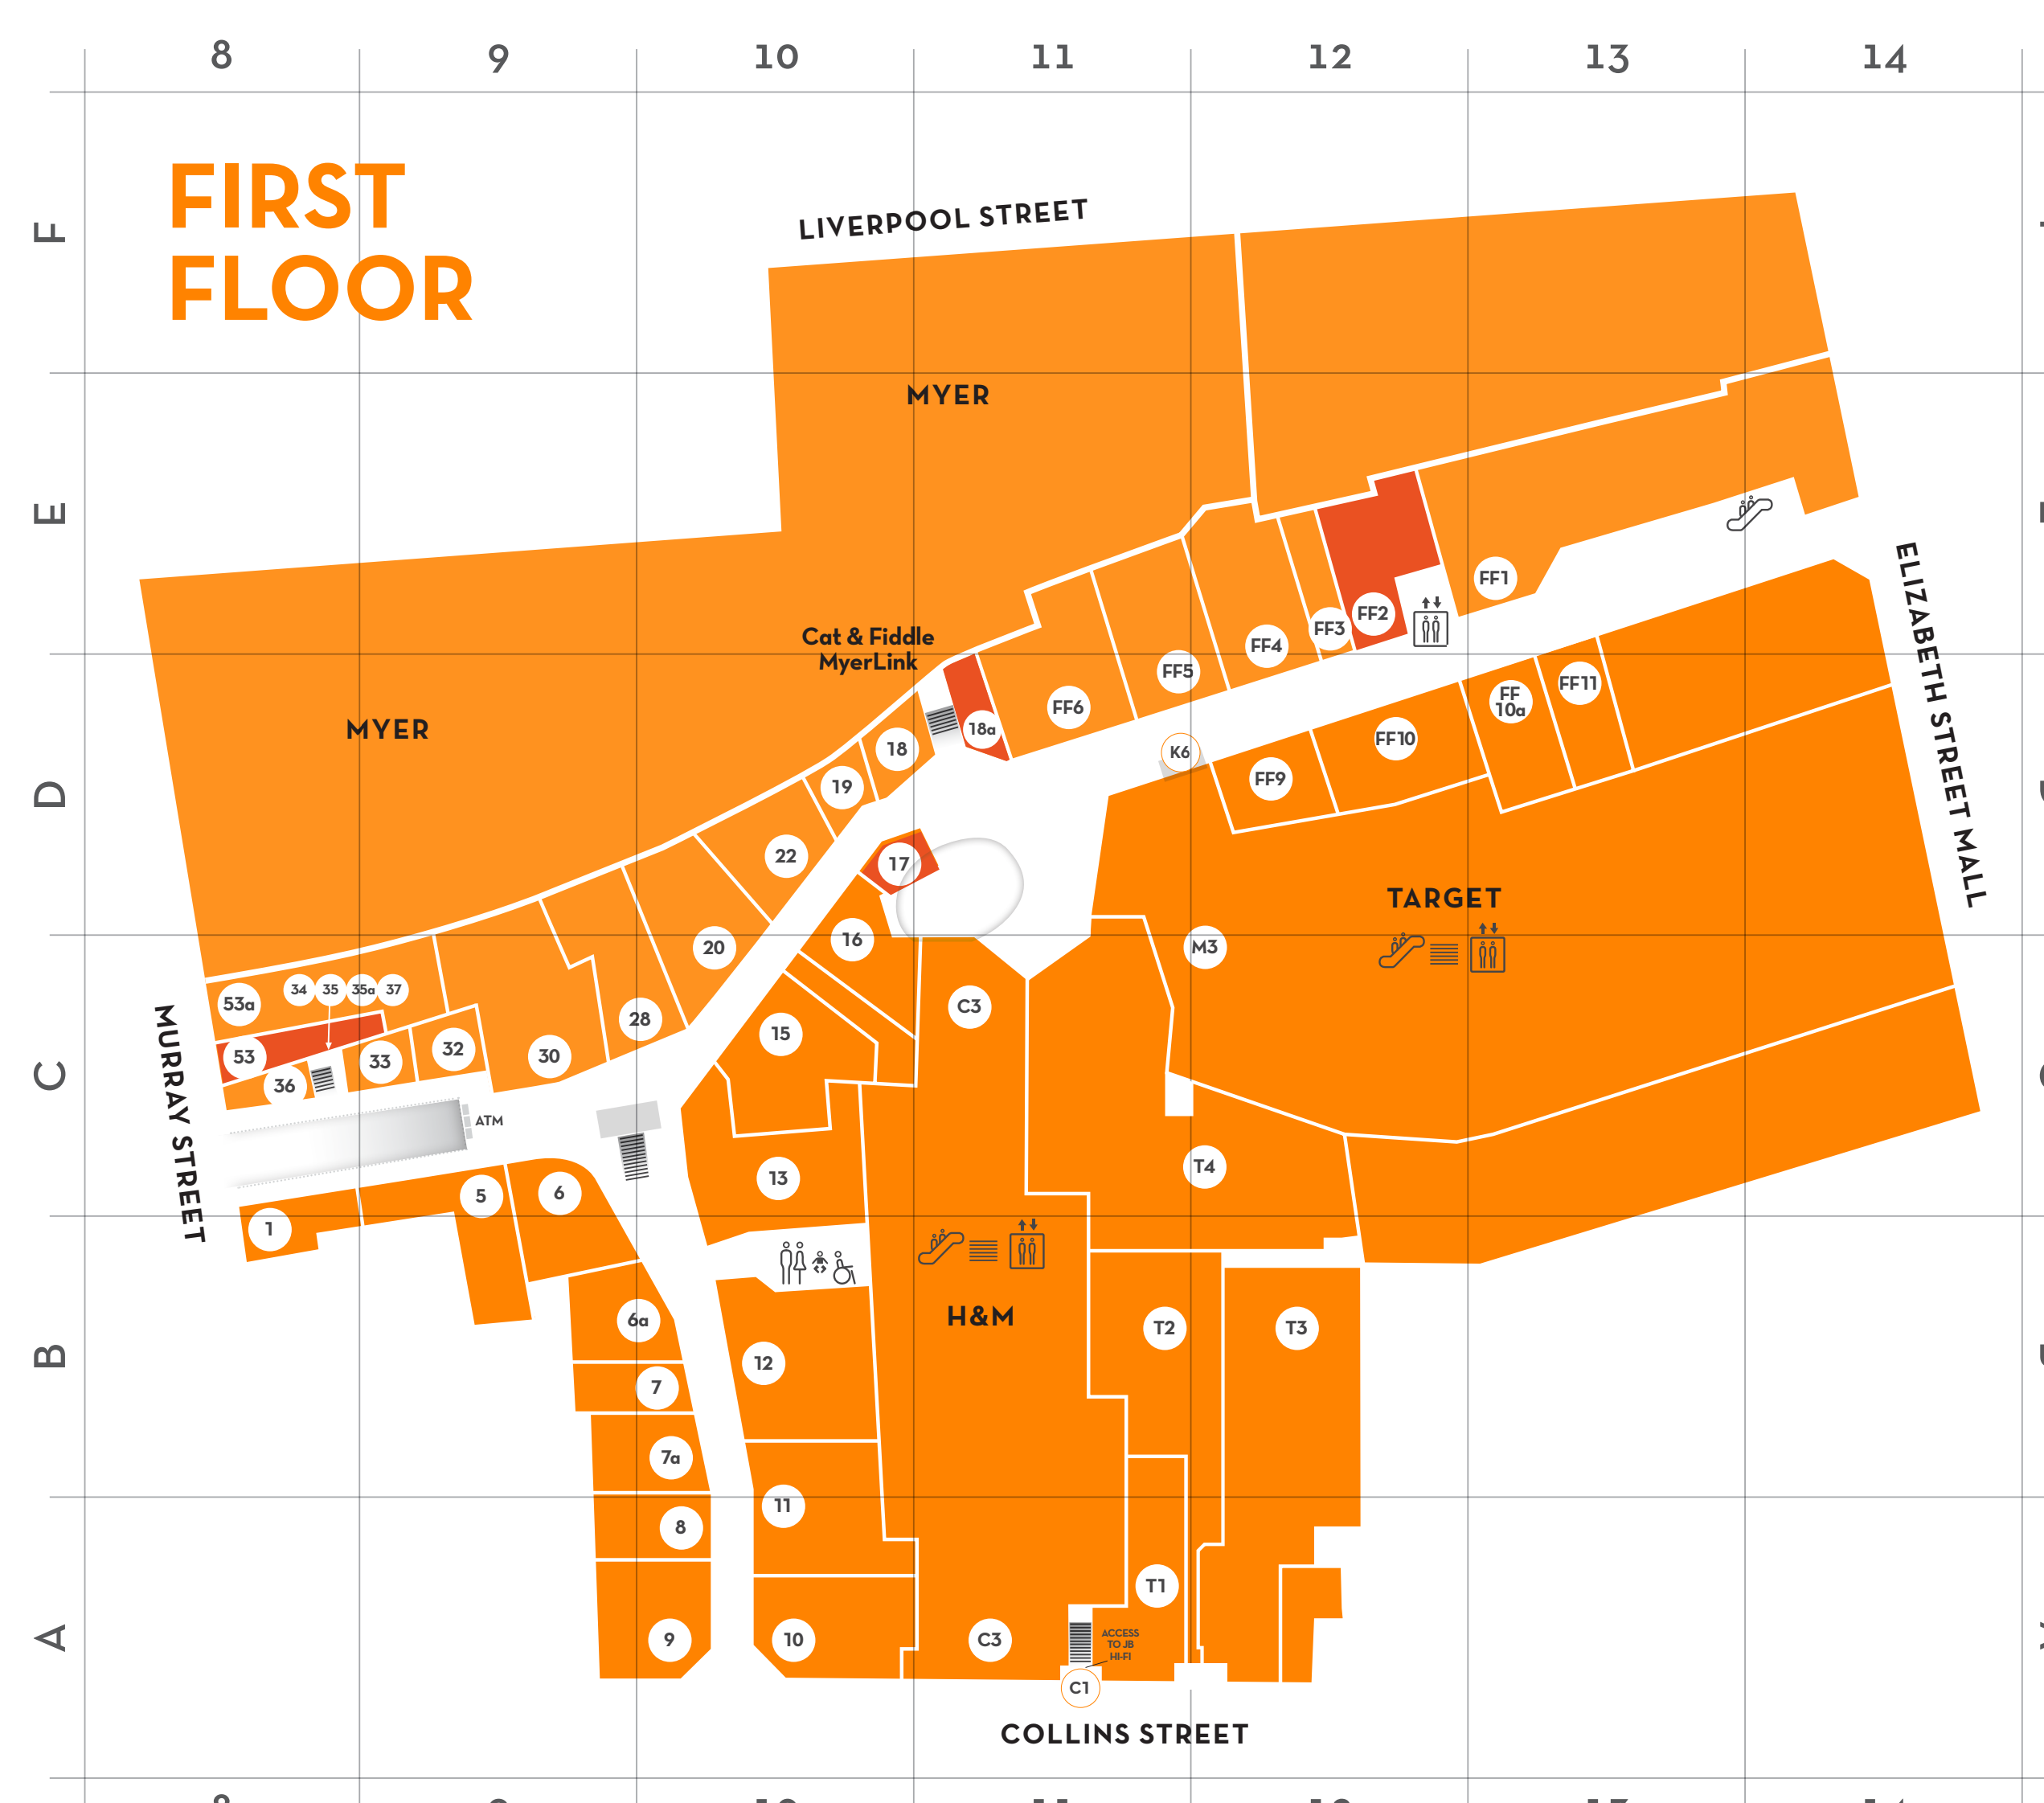 8 9 10 11 12 13 14
FIRST
FLOOR
LIVERPOOL STREET
F
MYER
E
ELIZABETH STREET MALL
FF1
FF2
FF3
Cat & Fiddle
MyerLink
FF4
FF5
FF6
FF11
FF
10a
MYER
18a
18
FF10
K6
FF9
19
D
22
17
TARGET
16
20
M3
53a
34 35 35a 37
C3
28
15
MURRAY STREET
53
33
32
30
36
C
ATM
T4
13
5
6
1
H&M
6a
T2
T3
B
12
7
7a
11
8
T1
A
9
10
C3
ACCESS
TO JB
HI-FI
C1
COLLINS STREET